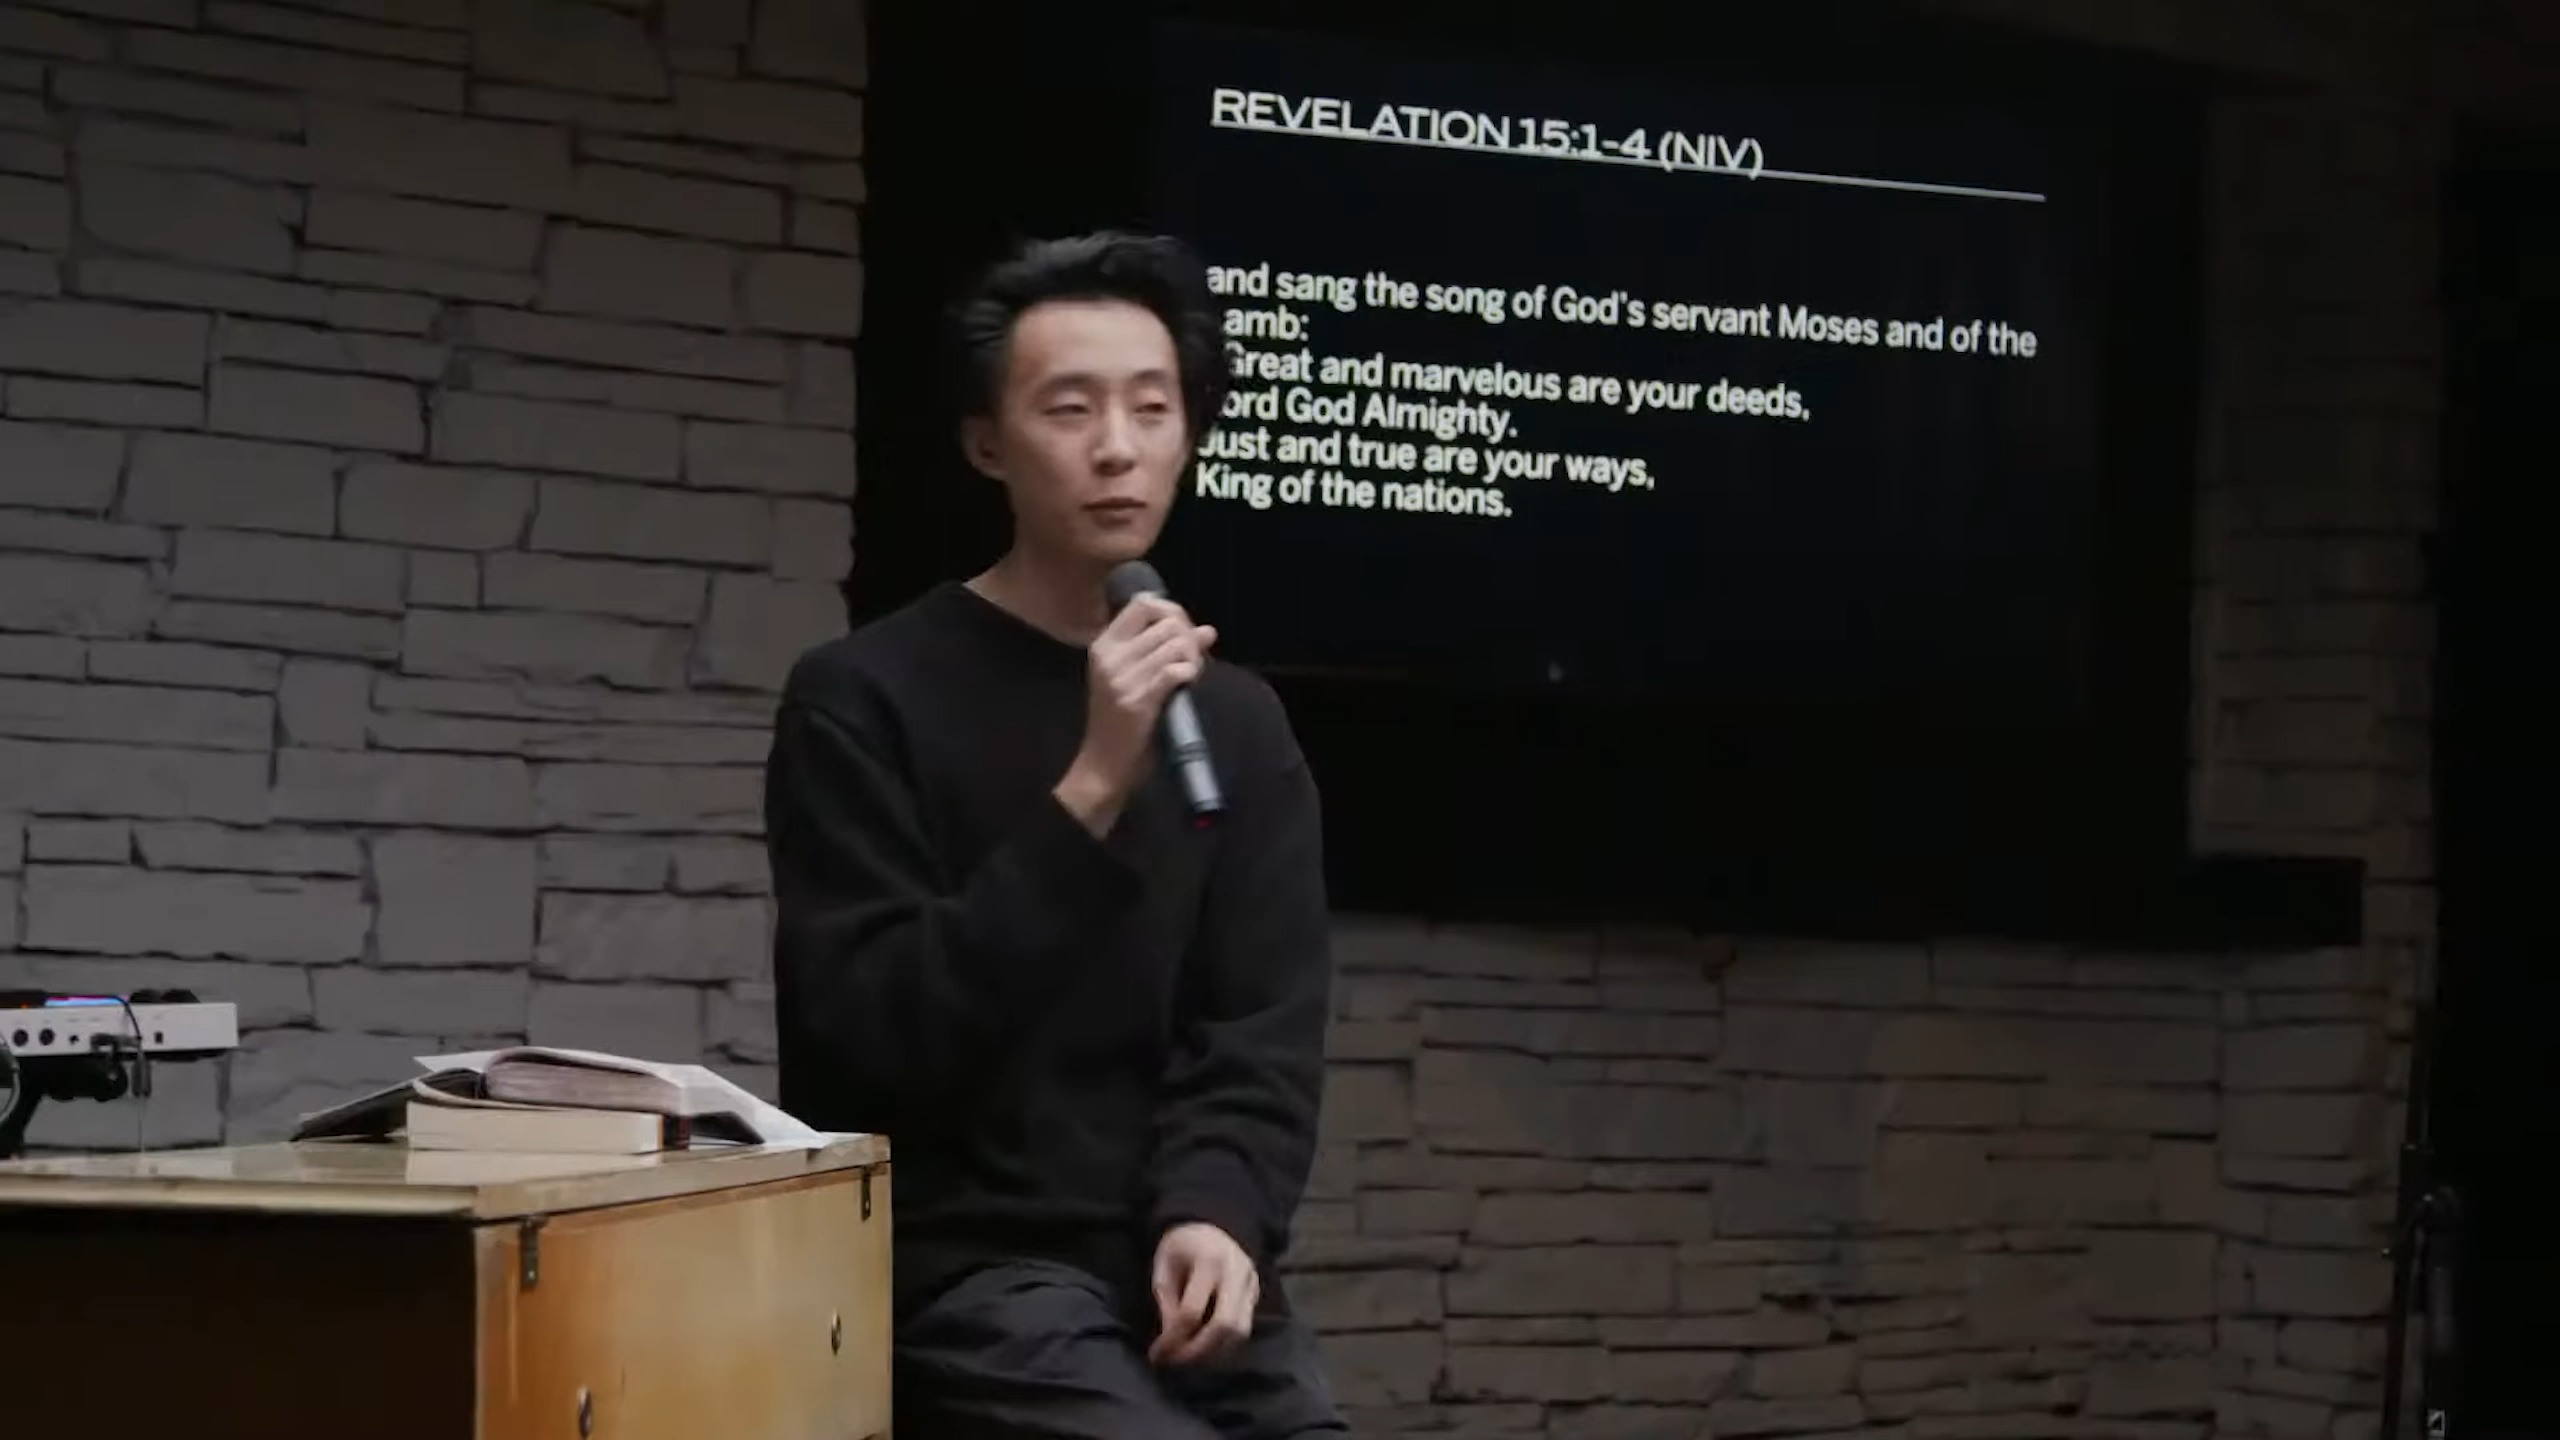 REVELATION 15:1-4 (NIV)
and sang the song of God's servant Moses and of the
amb:
Great and marvelous are your deeds,
ord God Almighty.
Just and true are your ways,
King of the nations.